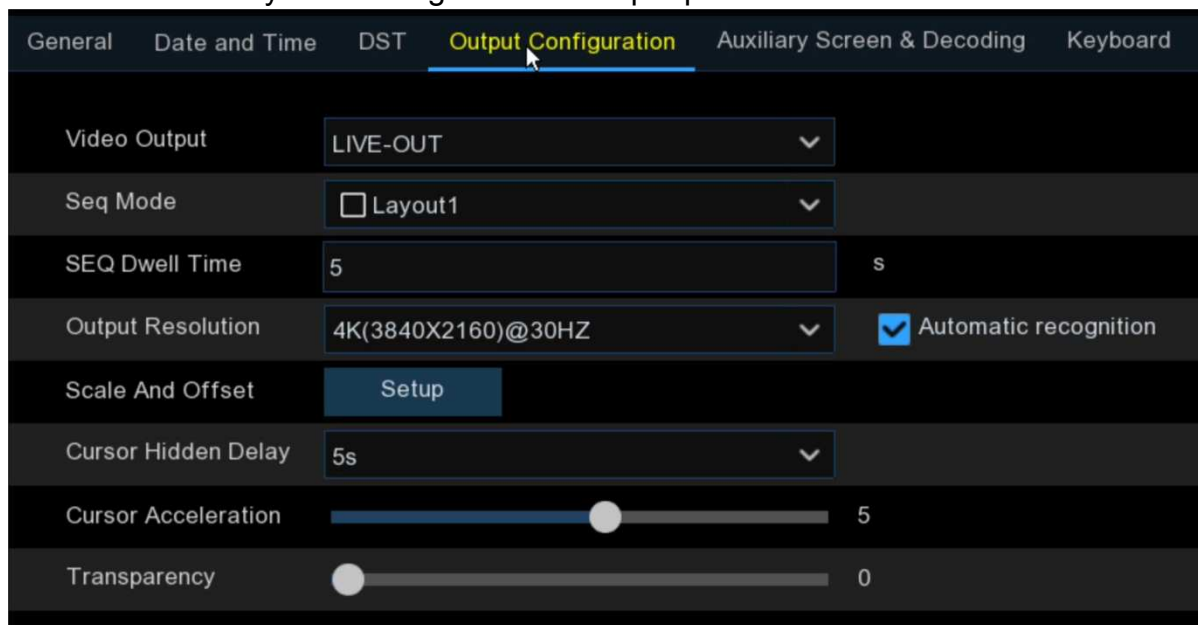 General Date and Time DST Output Configuration Auxiliary Screen & Decoding Keyboard
Video Output LIVE-OUT
Seq Mode Layout1
SEQ Dwell Time 5 s
Output Resolution 4K(3840X2160)@30HZ Automatic recognition
Scale And Offset Setup
Cursor Hidden Delay 5s
Cursor Acceleration 5
Transparency 0